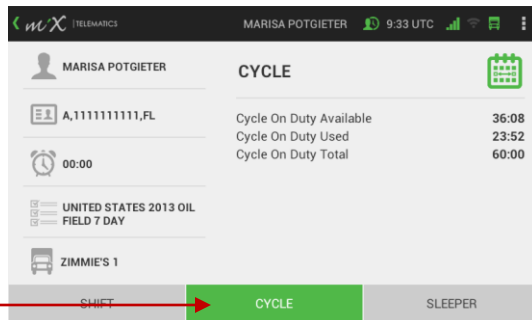 mix TELEMATICS MARISA POTGIETER 9:33 UTC
MARISA POTGIETER
A,1111111111,FL
00:00
UNITED STATES 2013 OIL
FIELD 7 DAY
ZIMMIE'S 1
CYCLE
Cycle On Duty Available 36:08
Cycle On Duty Used 23:52
Cycle On Duty Total 60:00
SHIFT CYCLE SLEEPER